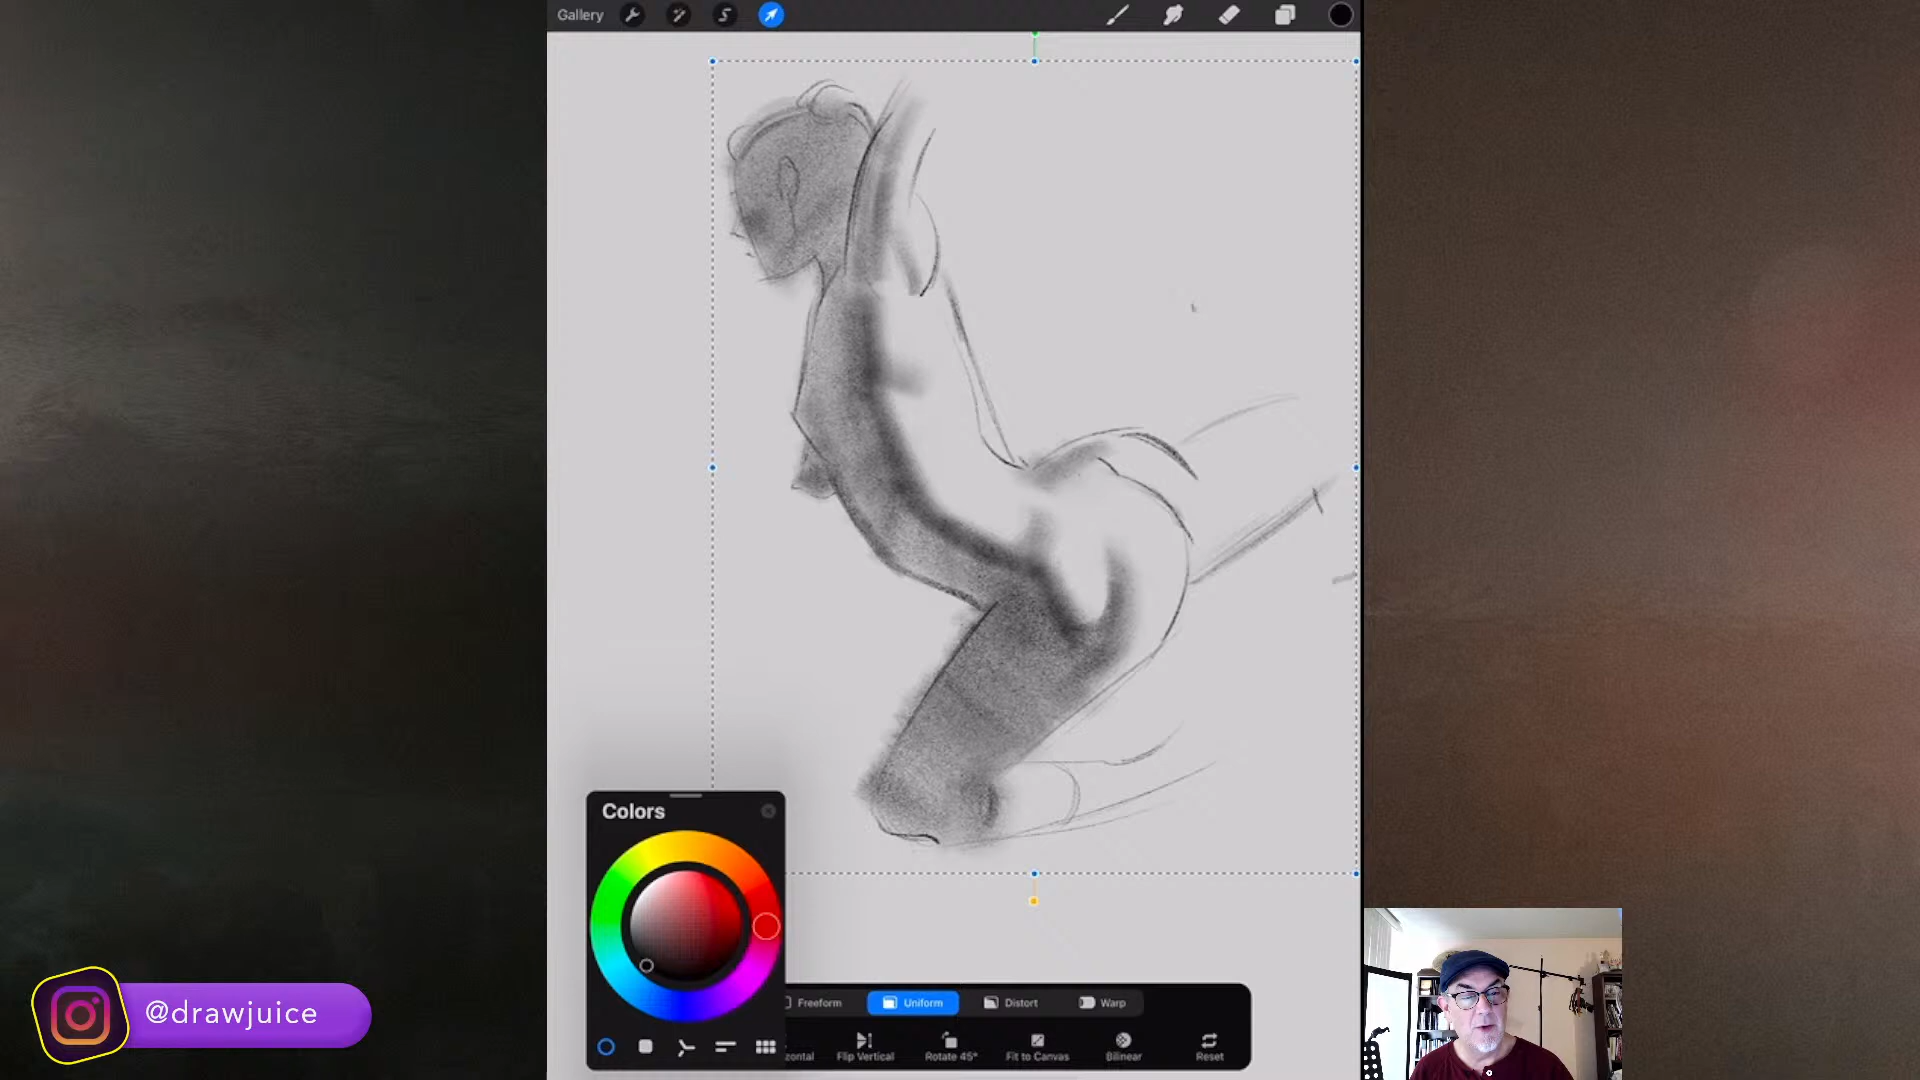 Gallery
Colors
Freeform
Uniform
Distort
Warp
zontal
Flip Vertical
Rotate 45°
Fit to Canvas
Bilinear
Reset
@drawjuice